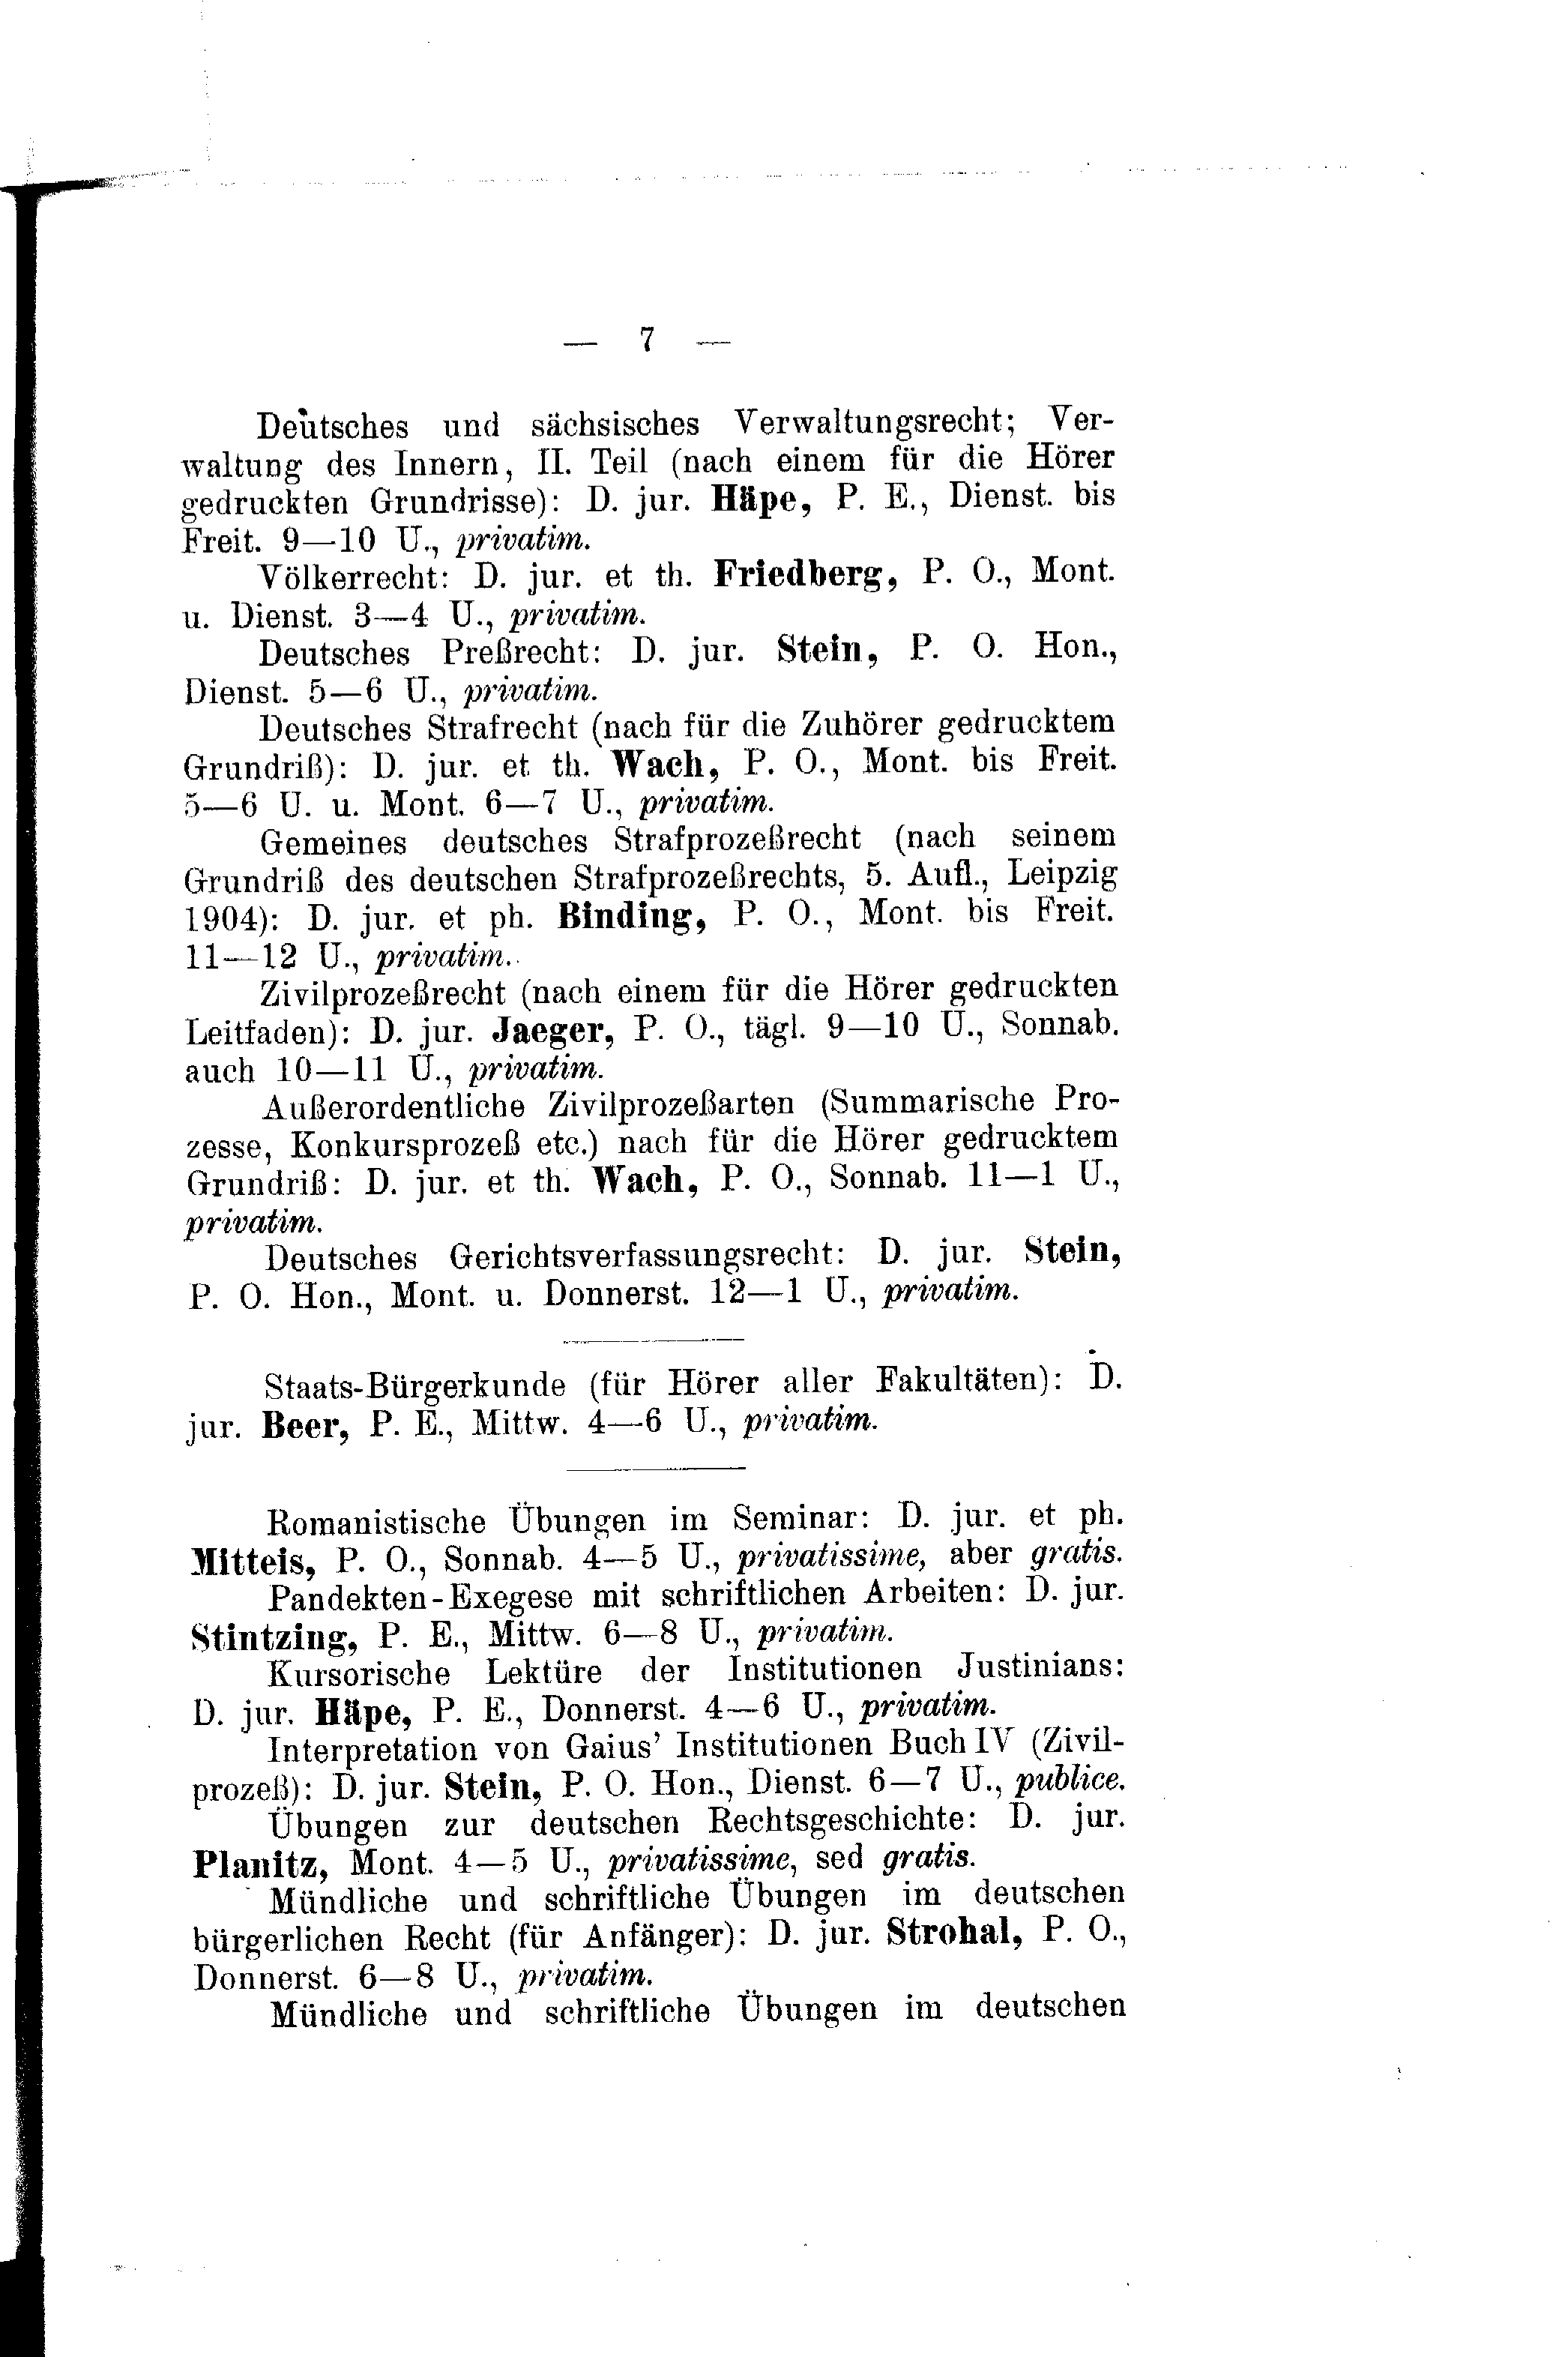 — 7 —
Deutsches und sächsisches Verwaltungsrecht; Ver-
waltung des Innern, II. Teil (nach einem für die Hörer
gedruckten Grundrisse): D. jur. Häpe, P. E., Dienst. bis
Freit. 9—10 U., privatim.
Völkerrecht: D. jur. et th. Friedberg, P. O., Mont.
u. Dienst. 3—4 U., privatim.
Deutsches Preßrecht: D. jur. Stein, P. O. Hon.,
Dienst. 5—6 U., privatim.
Deutsches Strafrecht (nach für die Zuhörer gedrucktem
Grundriß): D. jur. et th. Wach, P. O., Mont. bis Freit.
5—6 U. u. Mont. 6—7 U., privatim.
Gemeines deutsches Strafprozeßrecht (nach seinem
Grundriß des deutschen Strafprozeßrechts, 5. Aufl., Leipzig
1904): D. jur. et ph. Binding, P. O., Mont. bis Freit.
11—12 U., privatim.
Zivilprozeßrecht (nach einem für die Hörer gedruckten
Leitfaden): D. jur. Jaeger, P. O., tägl. 9—10 U., Sonnab.
auch 10—11 U., privatim.
Außerordentliche Zivilprozeßarten (Summarische Pro-
zesse, Konkursprozeß etc.) nach für die Hörer gedrucktem
Grundriß: D. jur. et th. Wach, P. O., Sonnab. 11—1 U.,
privatim.
Deutsches Gerichtsverfassungsrecht: D. jur. Stein,
P. O. Hon., Mont. u. Donnerst. 12—1 U., privatim.
Staats-Bürgerkunde (für Hörer aller Fakultäten): D.
jur. Beer, P. E., Mittw. 4—6 U., privatim.
Romanistische Übungen im Seminar: D. jur. et ph.
Mitteis, P. O., Sonnab. 4—5 U., privatissime, aber gratis.
Pandekten-Exegese mit schriftlichen Arbeiten: D. jur.
Stintzing, P. E., Mittw. 6—8 U., privatim.
Kursorische Lektüre der Institutionen Justinians:
D. jur. Häpe, P. E., Donnerst. 4—6 U., privatim.
Interpretation von Gaius' Institutionen Buch IV (Zivil-
prozeß): D. jur. Stein, P. O. Hon., Dienst. 6—7 U., publice.
Übungen zur deutschen Rechtsgeschichte: D. jur.
Planitz, Mont. 4—5 U., privatissime, sed gratis.
Mündliche und schriftliche Übungen im deutschen
bürgerlichen Recht (für Anfänger): D. jur. Strohal, P. O.,
Donnerst. 6—8 U., privatim.
Mündliche und schriftliche Übungen im deutschen